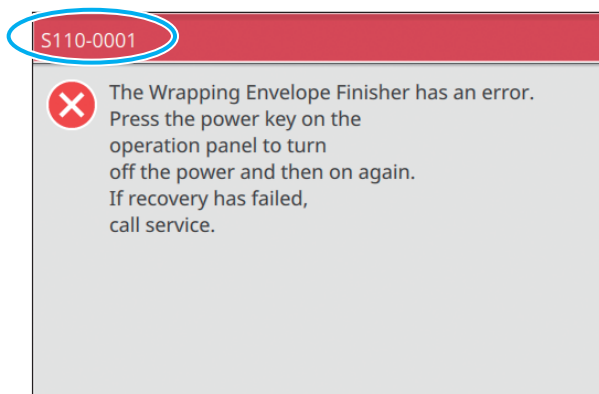 S110-0001
The Wrapping Envelope Finisher has an error.
Press the power key on the
operation panel to turn
off the power and then on again.
If recovery has failed,
call service.